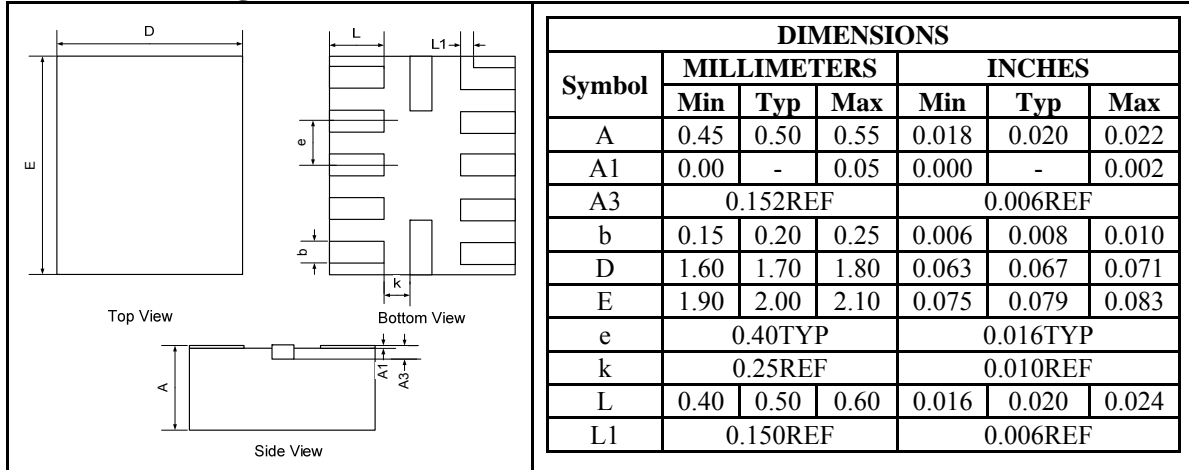 D
E
Top View
L
L1
e
b
k
Bottom View
A
A1
A3
Side View
DIMENSIONS
Symbol MILLIMETERS INCHES
Min Typ Max Min Typ Max
A 0.45 0.50 0.55 0.018 0.020 0.022
A1 0.00 - 0.05 0.000 - 0.002
A3 0.152REF 0.006REF
b 0.15 0.20 0.25 0.006 0.008 0.010
D 1.60 1.70 1.80 0.063 0.067 0.071
E 1.90 2.00 2.10 0.075 0.079 0.083
e 0.40TYP 0.016TYP
k 0.25REF 0.010REF
L 0.40 0.50 0.60 0.016 0.020 0.024
L1 0.150REF 0.006REF